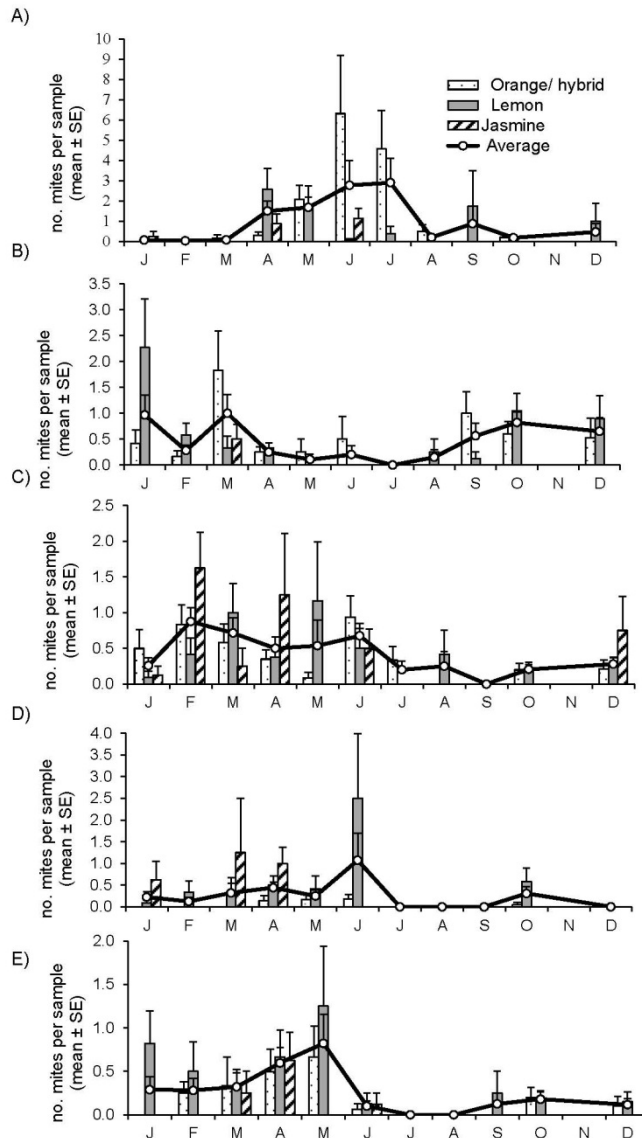 A)
no. mites per sample
(mean ± SE)
10
9
8
7
6
5
4
3
2
1
0
Orange/ hybrid
Lemon
Jasmine
Average
J F M A M J J A S O D
B)
no. mites per sample
(mean ± SE)
3.5
3.0
2.5
2.0
1.5
1.0
0.5
0.0
J F M A M J J A S O D
C)
no. mites per sample
(mean ± SE)
2.5
2.0
1.5
1.0
0.5
0.0
J F M A M J J A S O N D
D)
no. mites per sample
(mean ± SE)
4.0
3.5
3.0
2.5
2.0
1.5
1.0
0.5
0.0
J F M A M J J A S O N D
E)
no. mites per sample
(mean ± SE)
2.0
1.5
1.0
0.5
0.0
J F M A M J J A S O N D